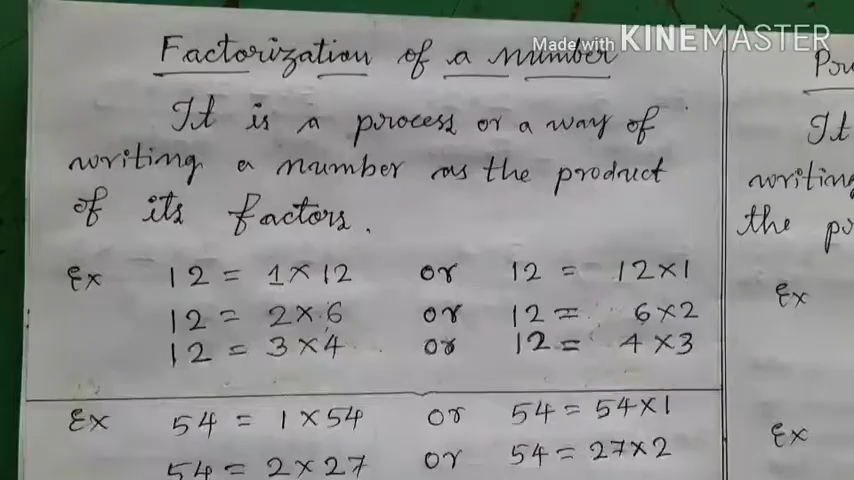 Made with KINEMASTER
Factorization of a number
It is a process or a way of
writing a number as the product
of its factors.
Ex 12 = 1×12 or 12 = 12×1
12 = 2×6 or 12 = 6×2
12 = 3×4 or 12 = 4×3
Ex 54 = 1×54 or 54 = 54×1
54 = 2×27 or 54 = 27×2
It
writing
the
Ex
Ex